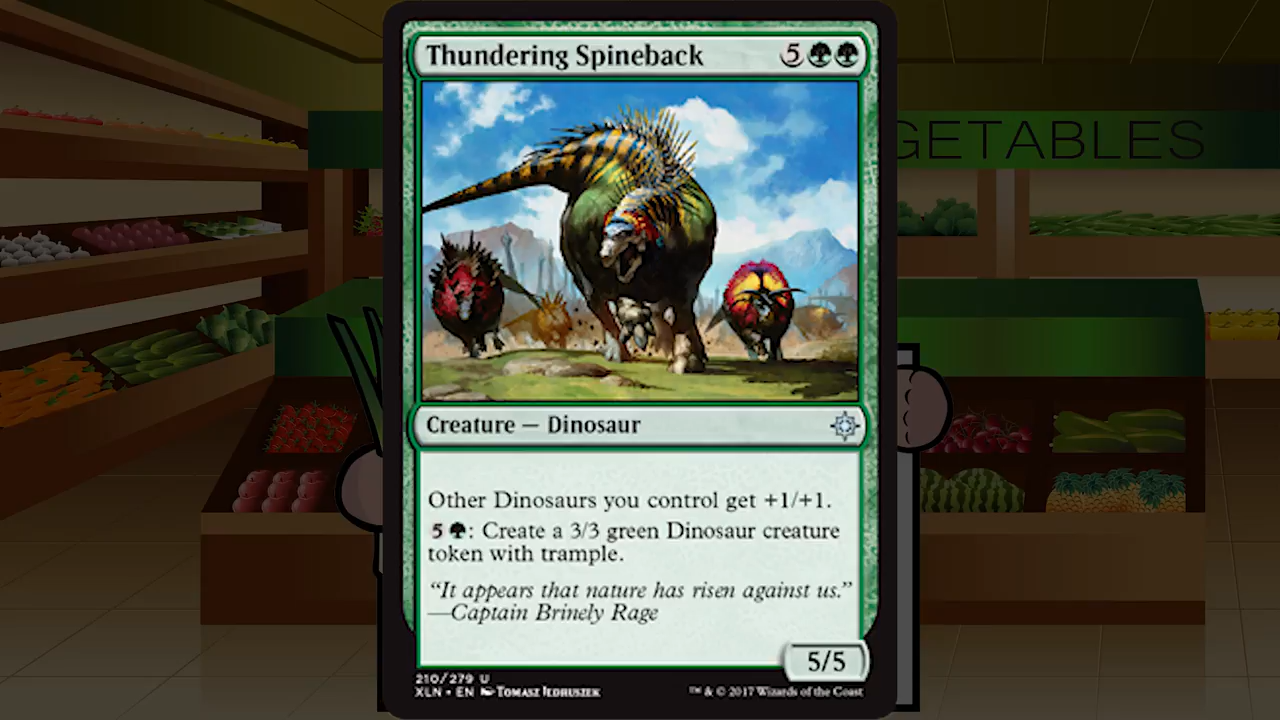 Thundering Spineback 5
GETABLES
Creature — Dinosaur
Other Dinosaurs you control get +1/+1.
5: Create a 3/3 green Dinosaur creature
token with trample.
“It appears that nature has risen against us.”
—Captain Brinely Rage
5/5
210/279 U
XLN • EN Tomasz Jedruszek
™ & © 2017 Wizards of the Coast